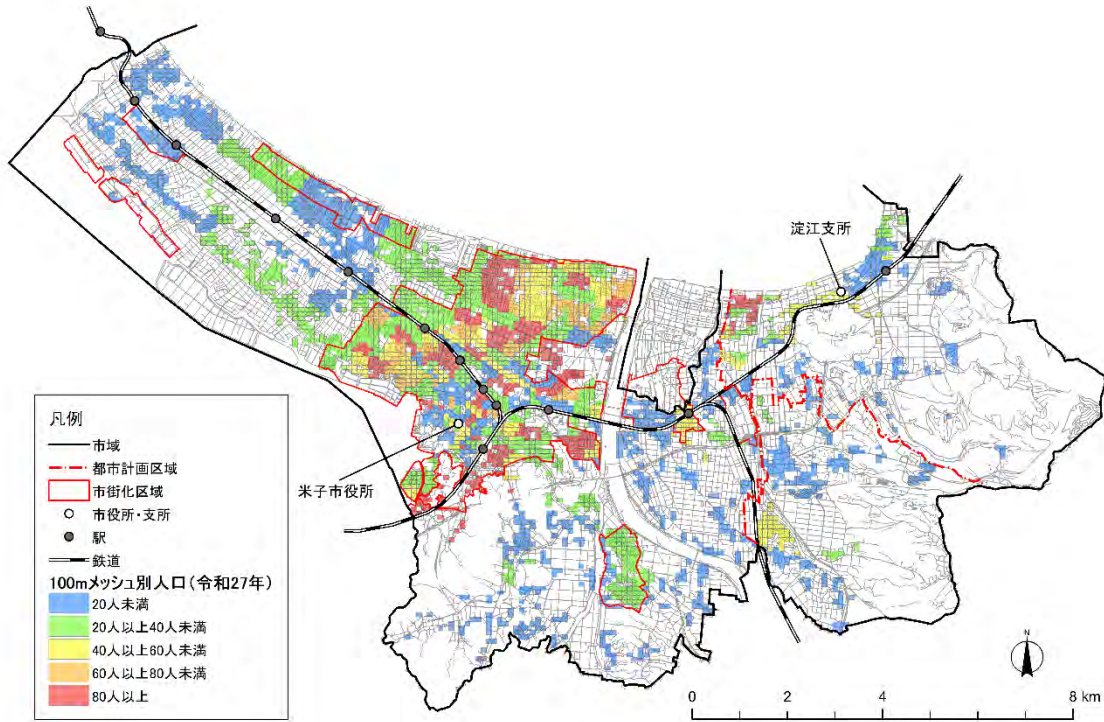 淀江支所
米子市役所
凡例
市域
都市計画区域
市街化区域
市役所・支所
駅
鉄道
100mメッシュ別人口(令和27年)
20人未満
20人以上40人未満
40人以上60人未満
60人以上80人未満
80人以上
N
0 2 4 8 km